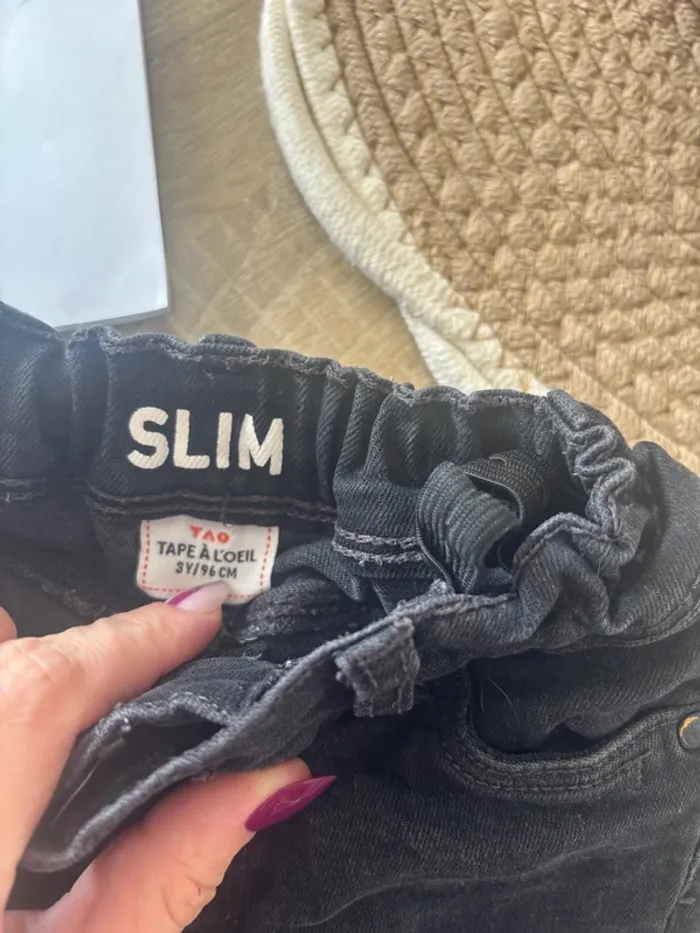 SLIM
TAO
TAPE À L'OEIL
3Y/96 CM